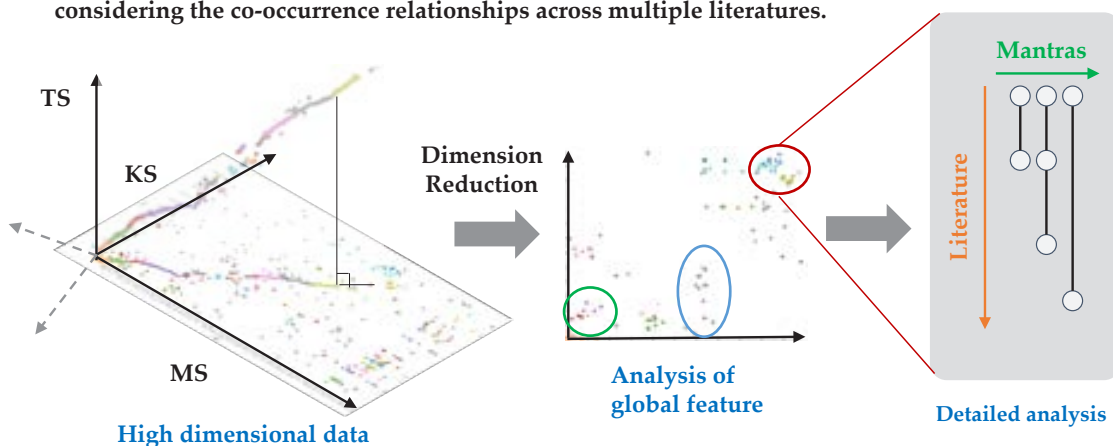 considering the co-occurrence relationships across multiple literatures.
TS
KS
MS
High dimensional data
Dimension
Reduction
Analysis of
global feature
Mantras
Literature
Detailed analysis